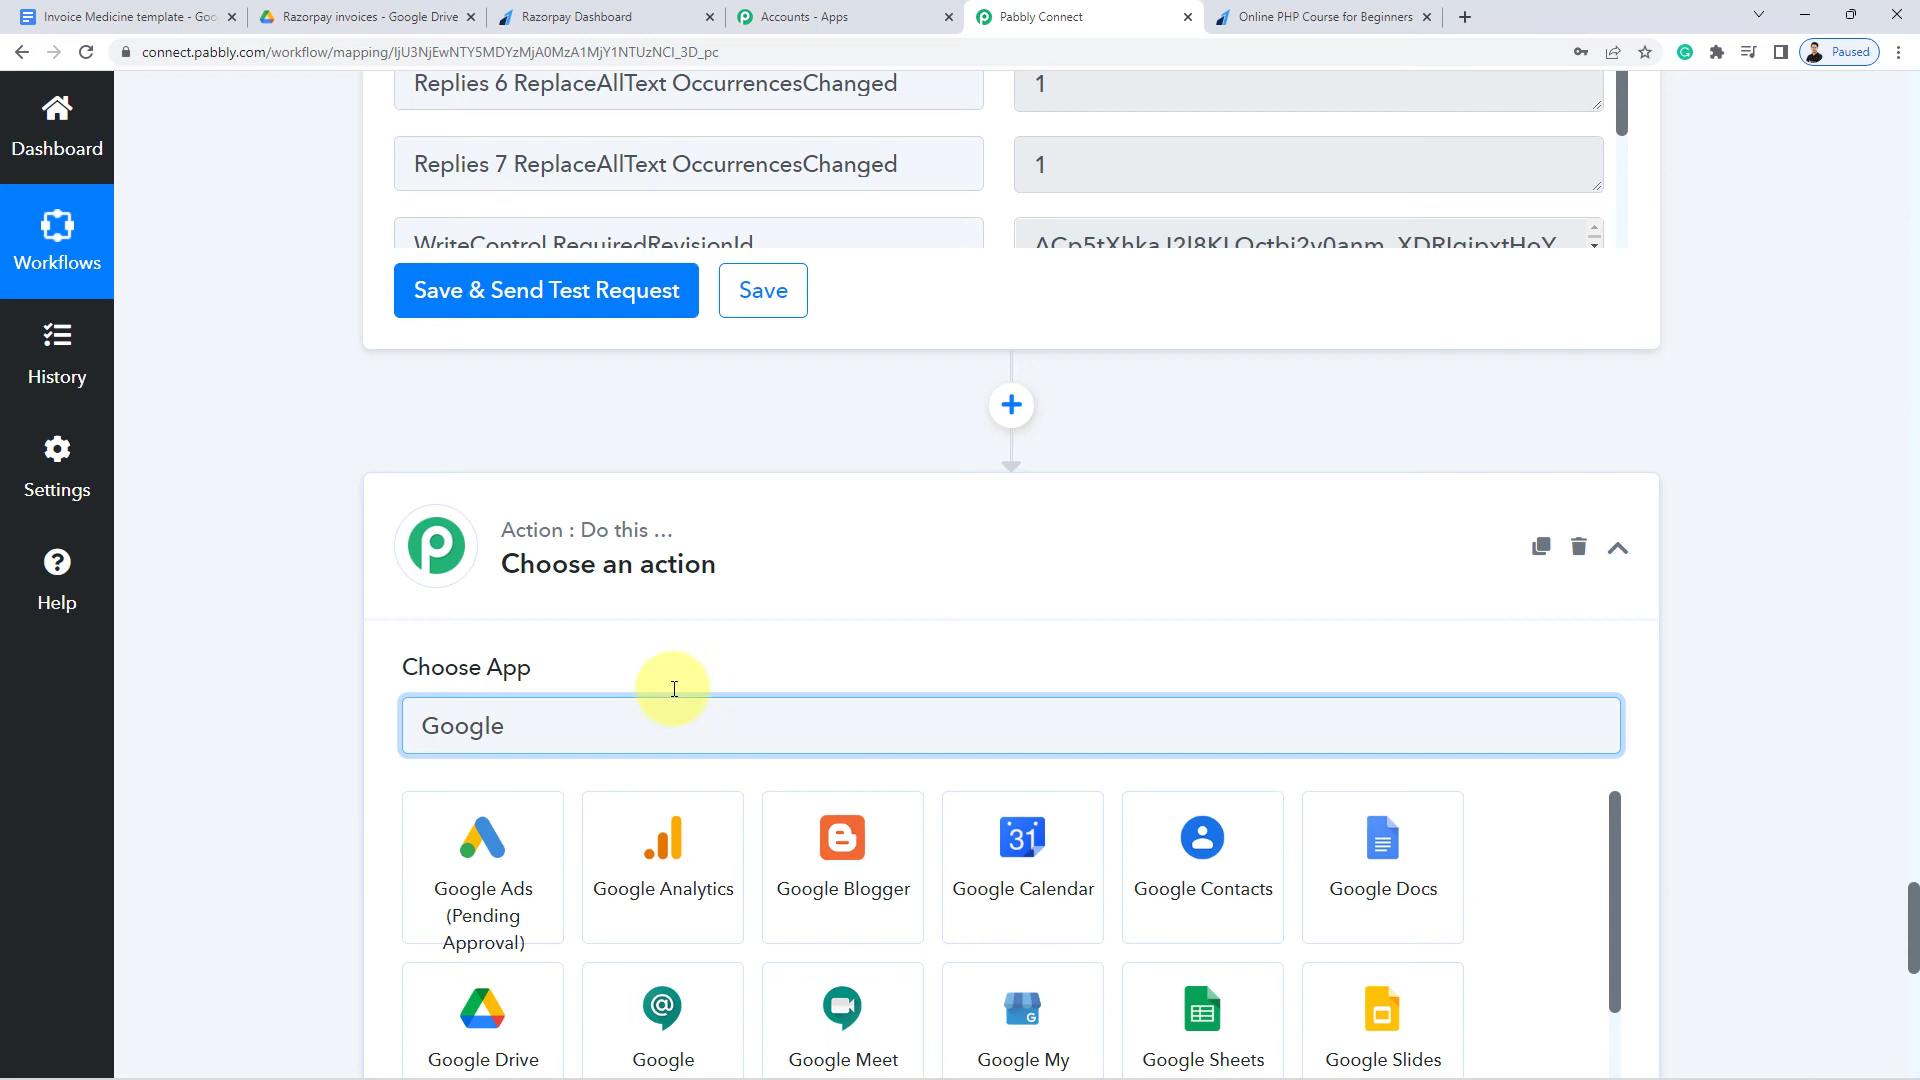 Invoice Medicine template - Goo
Razorpay invoices - Google Drive
Razorpay Dashboard
Accounts - Apps
Pabbly Connect
Online PHP Course for Beginners
connect.pabbly.com/workflow/mapping/IjU3NjEwNTY5MDYzMjA0MzA1MjY1NTUzNCI_3D_pc
Paused
Dashboard
Workflows
History
Settings
Help
Replies 6 ReplaceAllText OccurrencesChanged
1
Replies 7 ReplaceAllText OccurrencesChanged
1
WriteControl RequiredRevisionId
Save & Send Test Request
Save
Action : Do this ...
Choose an action
Choose App
Google
Google Ads
(Pending
Approval)
Google Analytics
Google Blogger
31
Google Calendar
Google Contacts
Google Docs
Google Drive
Google
Google Meet
G
Google My
Google Sheets
Google Slides